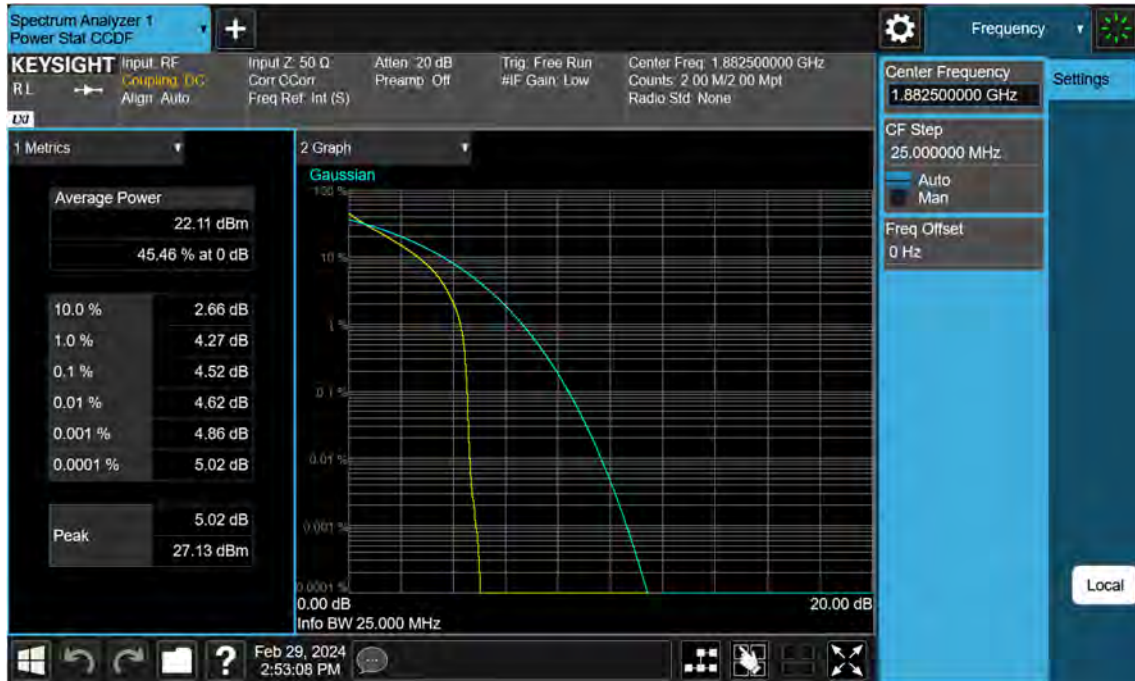 Spectrum Analyzer 1
Power Stat CCDF
Frequency
KEYSIGHT
RL
LXI
Input: RF
Coupling: DC
Align: Auto
Input Z: 50 Ω
Corr CCorr
Freq Ref: Int (S)
Atten: 20 dB
Preamp: Off
Trig: Free Run
#IF Gain: Low
Center Freq: 1.882500000 GHz
Counts: 2.00 M/2.00 Mpt
Radio Std: None
Center Frequency
1.882500000 GHz
Settings
CF Step
25.000000 MHz
Auto
Man
Freq Offset
0 Hz
1 Metrics
Average Power
22.11 dBm
45.46 % at 0 dB
10.0 % 2.66 dB
1.0 % 4.27 dB
0.1 % 4.52 dB
0.01 % 4.62 dB
0.001 % 4.86 dB
0.0001 % 5.02 dB
Peak
5.02 dB
27.13 dBm
2 Graph
Gaussian
100 %
10 %
1 %
0.1 %
0.01 %
0.001 %
0.0001 %
0.00 dB 20.00 dB
Info BW 25.000 MHz
Local
?
Feb 29, 2024
2:53:08 PM